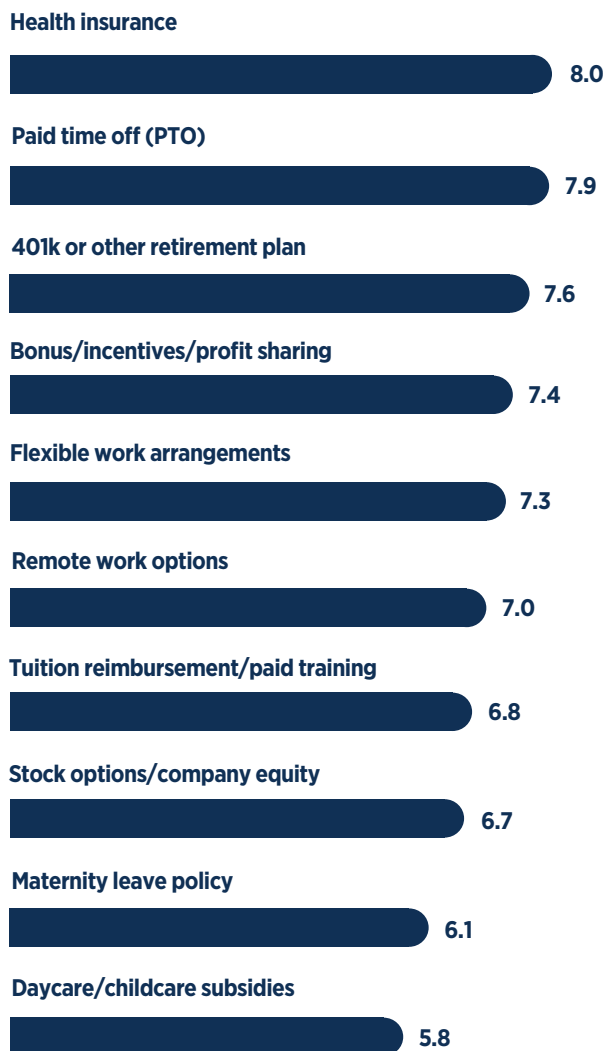 Health insurance
8.0
Paid time off (PTO)
7.9
401k or other retirement plan
7.6
Bonus/incentives/profit sharing
7.4
Flexible work arrangements
7.3
Remote work options
7.0
Tuition reimbursement/paid training
6.8
Stock options/company equity
6.7
Maternity leave policy
6.1
Daycare/childcare subsidies
5.8